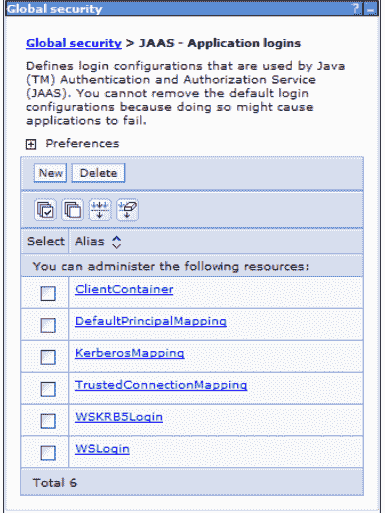 Global security ? _
Global security > JAAS - Application logins
Defines login configurations that are used by Java
(TM) Authentication and Authorization Service
(JAAS). You cannot remove the default login
configurations because doing so might cause
applications to fail.
Preferences
New Delete
Select Alias
You can administer the following resources:
ClientContainer
DefaultPrincipalMapping
KerberosMapping
TrustedConnectionMapping
WSKRB5Login
WSLogin
Total 6